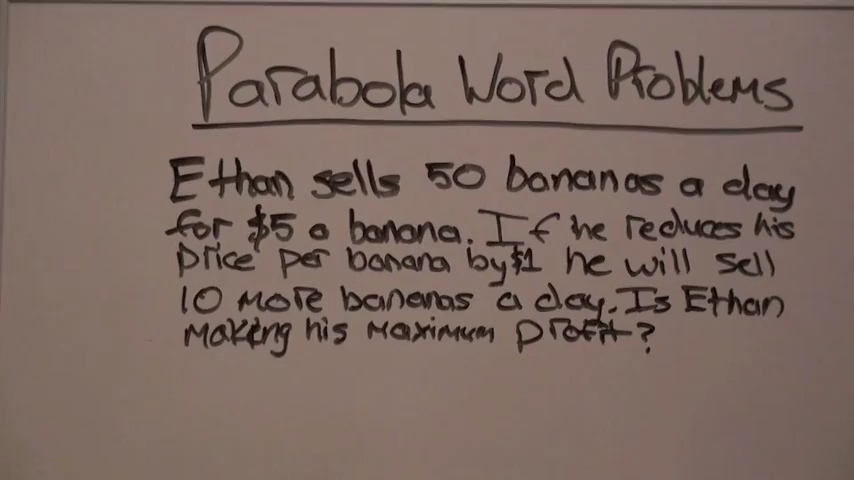 Parabola Word Problems
Ethan sells 50 bananas a day
for $5 a banana. If he reduces his
price per banana by $1 he will sell
10 more bananas a day. Is Ethan
making his maximum profit?